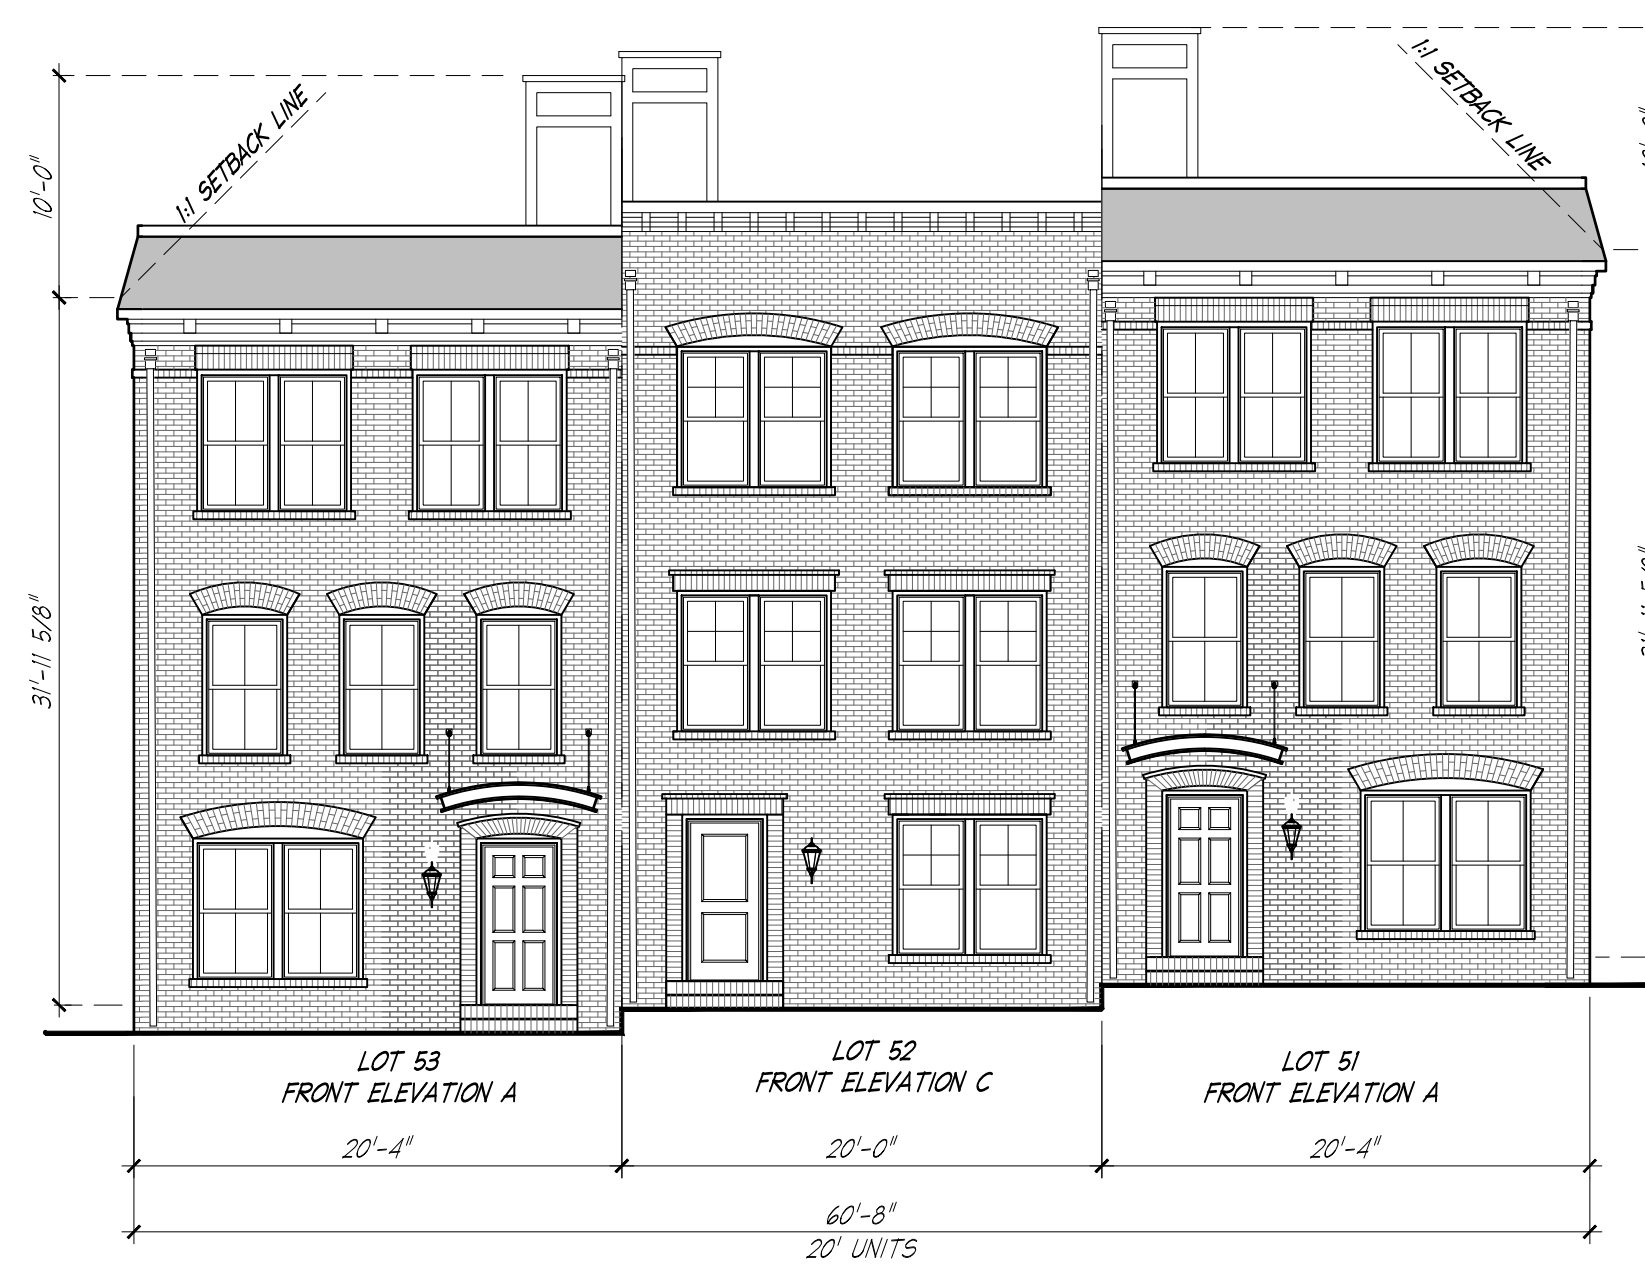 1:1 SETBACK LINE
1:1 SETBACK LINE
10'-0"
31'-11 5/8"
LOT 53
FRONT ELEVATION A
LOT 52
FRONT ELEVATION C
LOT 51
FRONT ELEVATION A
20'-4"
20'-0"
20'-4"
60'-8"
20' UNITS